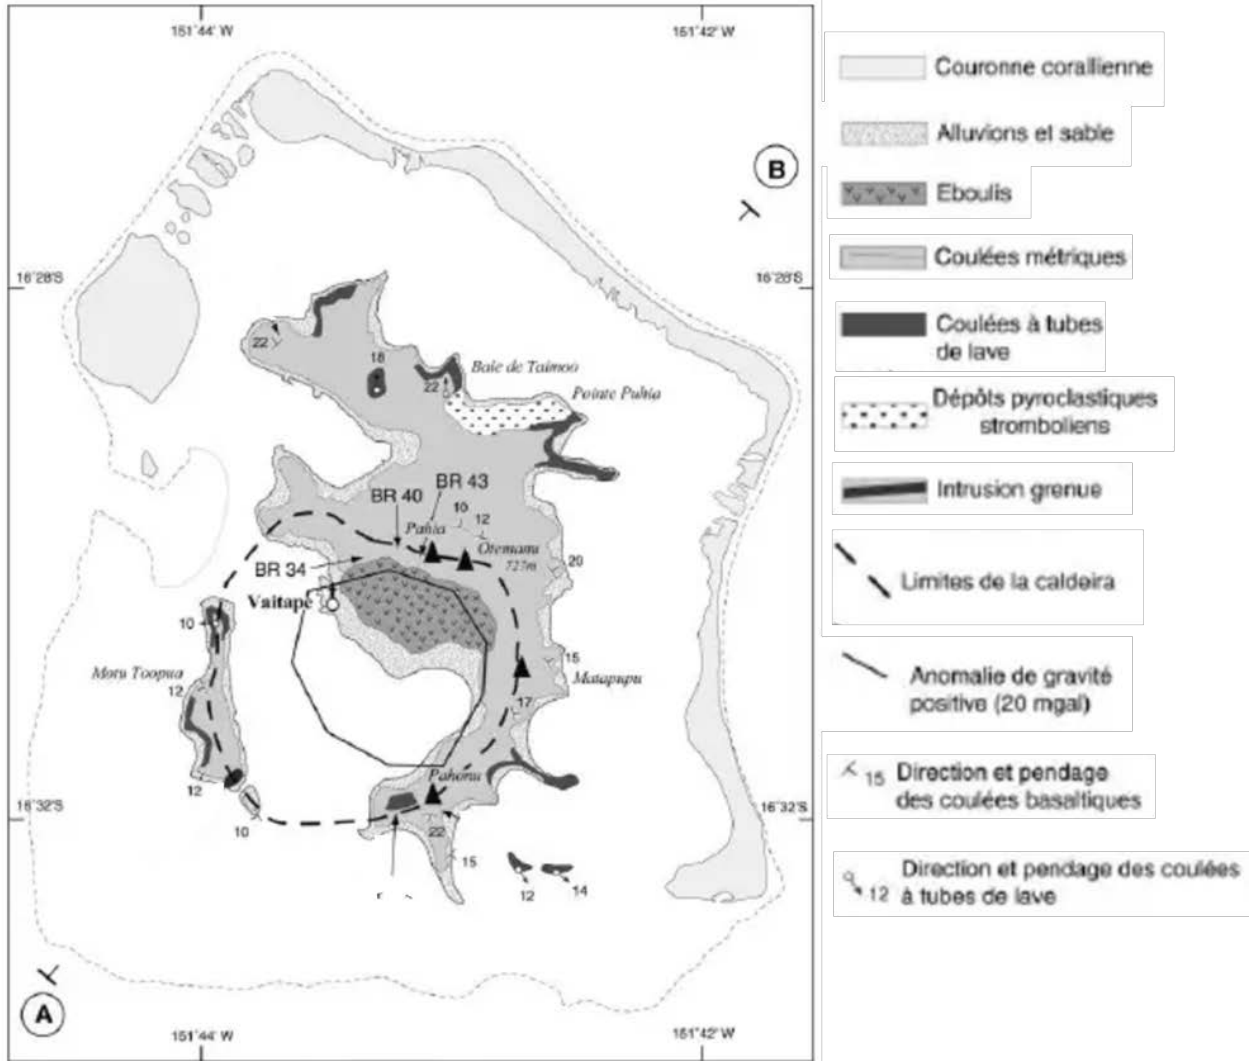 151°44' W
151°42' W
B
16°28'S
16°28'S
22
18
22
Baie de Taimoo
Pointe Puhia
BR 43
BR 40
Pahia
10
12
Otemanu
727m
20
BR 34
Vaitape
10
Motu Toopua
12
15
Matapupu
17
12
Pahonu
16°32'S
16°32'S
10
22
15
12
14
A
151°44' W
151°42' W
Couronne corallienne
Alluvions et sable
Eboulis
Coulées métriques
Coulées à tubes
de lave
Dépôts pyroclastiques
stromboliens
Intrusion grenue
Limites de la caldeira
Anomalie de gravité
positive (20 mgal)
15 Direction et pendage
des coulées basaltiques
12 Direction et pendage des coulées
à tubes de lave